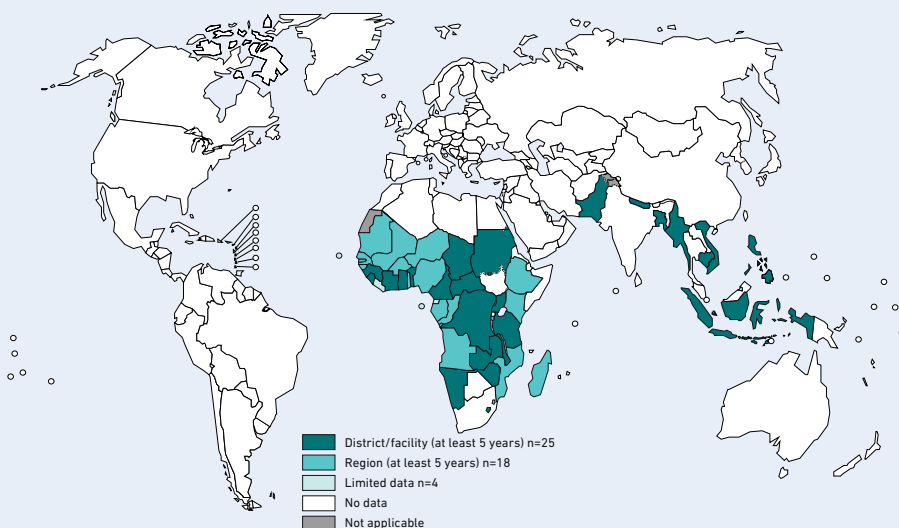 District/facility (at least 5 years) n=25
Region (at least 5 years) n=18
Limited data n=4
No data
Not applicable